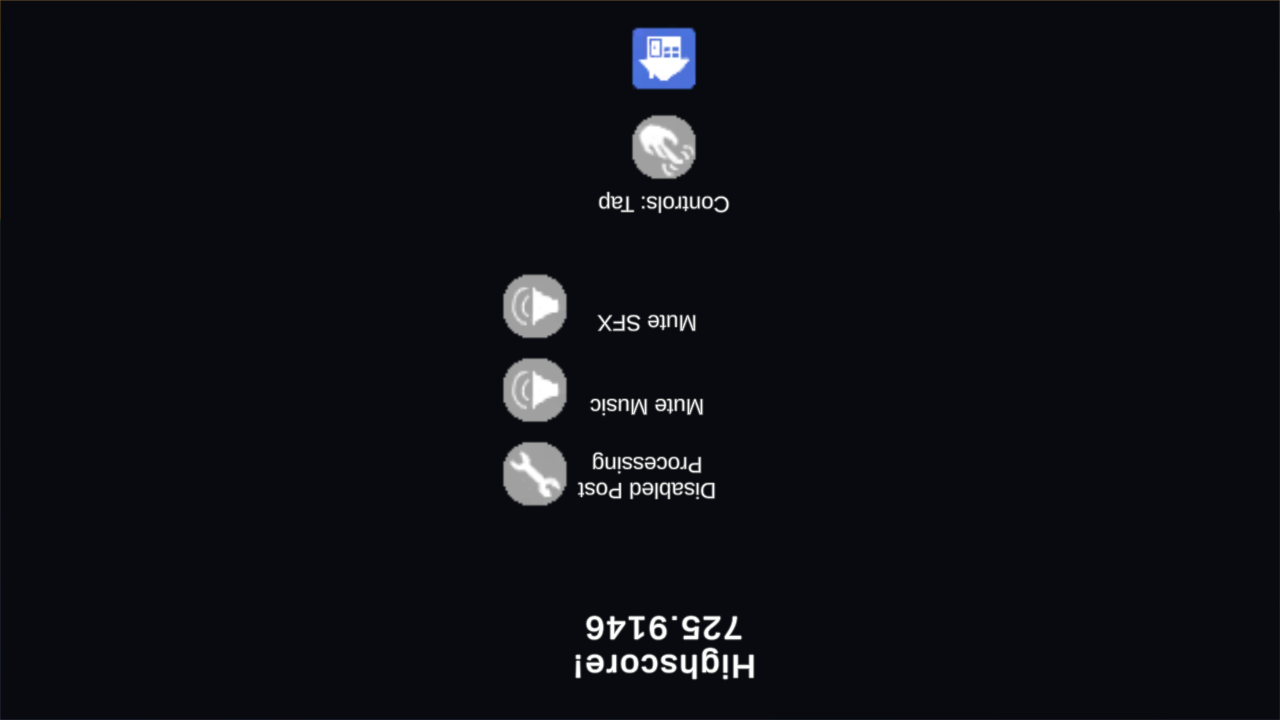 Highscore!
725.9146
Disabled Post
Processing
Mute Music
Mute SFX
Controls: Tap